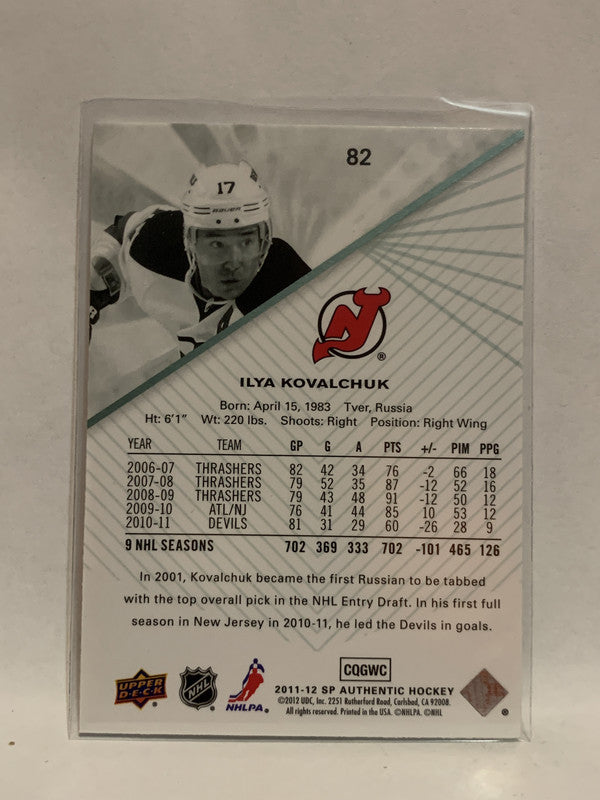 82
17
BAUER
NJ
®
ILYA KOVALCHUK
Born: April 15, 1983 Tver, Russia
Ht: 6'1" Wt: 220 lbs. Shoots: Right Position: Right Wing
YEAR TEAM GP G A PTS +/- PIM PPG
2006-07 THRASHERS 82 42 34 76 -2 66 18
2007-08 THRASHERS 79 52 35 87 -12 52 16
2008-09 THRASHERS 79 43 48 91 -12 50 12
2009-10 ATL/NJ 76 41 44 85 10 53 12
2010-11 DEVILS 81 31 29 60 -26 28 9
9 NHL SEASONS 702 369 333 702 -101 465 126
In 2001, Kovalchuk became the first Russian to be tabbed
with the top overall pick in the NHL Entry Draft. In his first full
season in New Jersey in 2010-11, he led the Devils in goals.
CQGWC
UPPER DECK
NHL
NHLPA.
2011-12 SP AUTHENTIC HOCKEY
©2012 UDC, Inc. 2251 Rutherford Road, Carlsbad, CA 92008.
All rights reserved. Printed in the USA. ©NHLPA. ©NHL
®